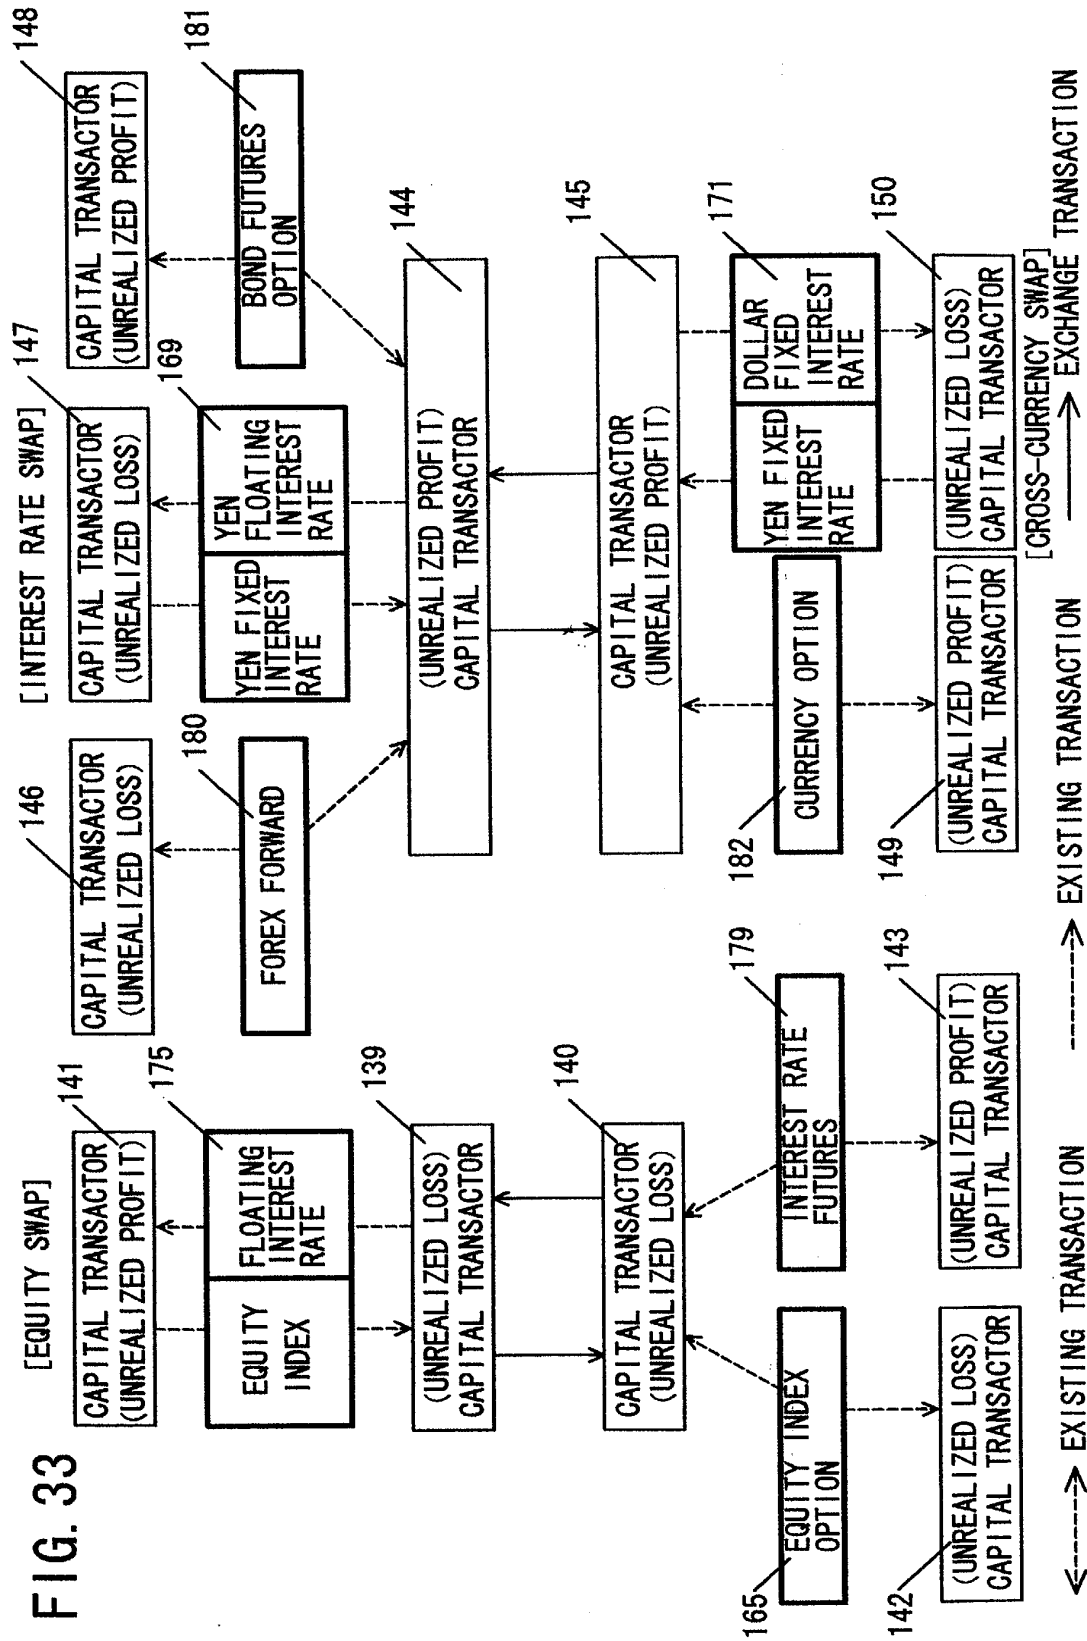 FIG. 33
[EQUITY SWAP]
[INTEREST RATE SWAP]
141
CAPITAL TRANSACTOR
(UNREALIZED PROFIT)
146
CAPITAL TRANSACTOR
(UNREALIZED LOSS)
147
CAPITAL TRANSACTOR
(UNREALIZED LOSS)
148
CAPITAL TRANSACTOR
(UNREALIZED PROFIT)
175
EQUITY
INDEX
FLOATING
INTEREST
RATE
180
FOREX FORWARD
169
YEN FIXED
INTEREST
RATE
YEN
FLOATING
INTEREST
RATE
181
BOND FUTURES
OPTION
139
(UNREALIZED LOSS)
CAPITAL TRANSACTOR
144
(UNREALIZED PROFIT)
CAPITAL TRANSACTOR
140
CAPITAL TRANSACTOR
(UNREALIZED LOSS)
145
CAPITAL TRANSACTOR
(UNREALIZED PROFIT)
165
EQUITY INDEX
OPTION
179
INTEREST RATE
FUTURES
182
CURRENCY OPTION
171
YEN FIXED
INTEREST
RATE
DOLLAR
FIXED
INTEREST
RATE
142
(UNREALIZED LOSS)
CAPITAL TRANSACTOR
143
(UNREALIZED PROFIT)
CAPITAL TRANSACTOR
149
(UNREALIZED PROFIT)
CAPITAL TRANSACTOR
150
(UNREALIZED LOSS)
CAPITAL TRANSACTOR
[CROSS-CURRENCY SWAP]
EXISTING TRANSACTION
EXISTING TRANSACTION
EXCHANGE TRANSACTION